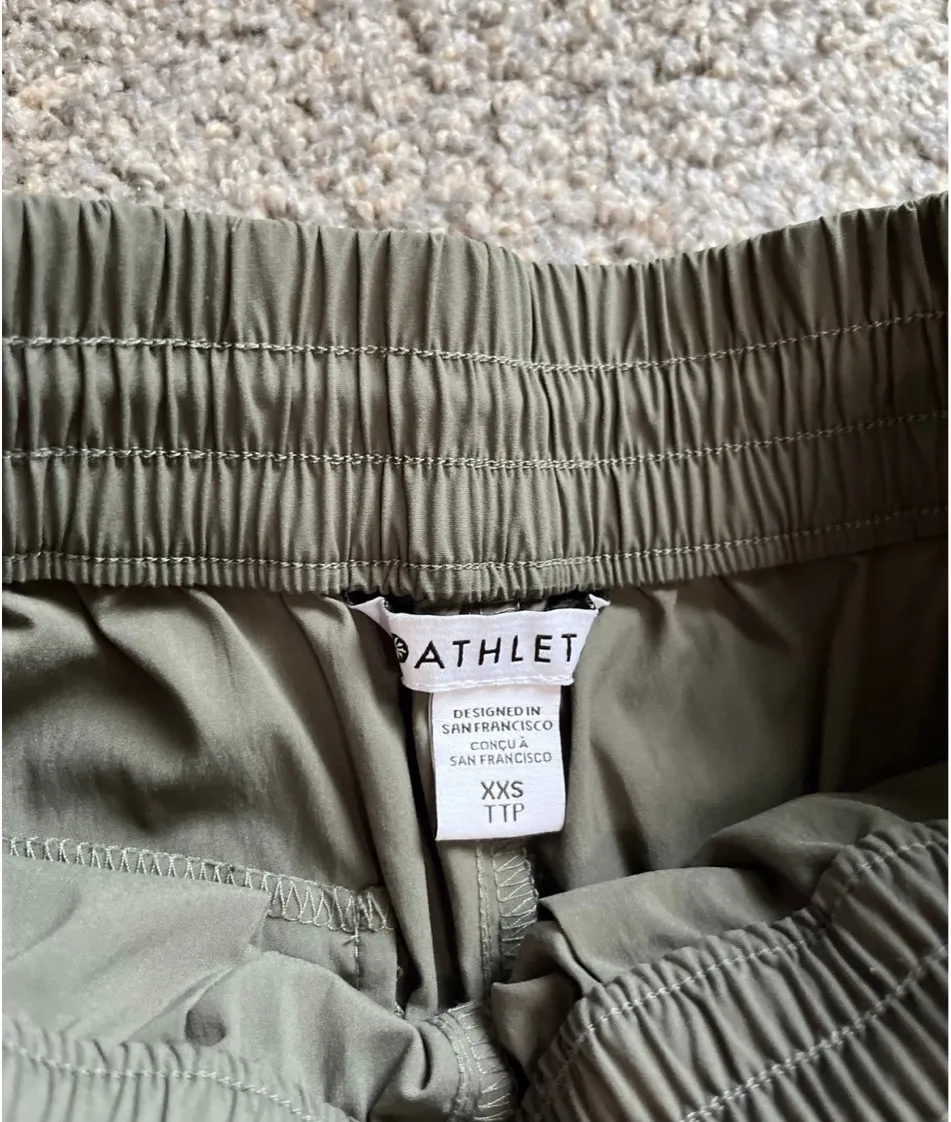 ATHLET
DESIGNED IN
SAN FRANCISCO
CONÇU À
SAN FRANCISCO
XXS
TTP